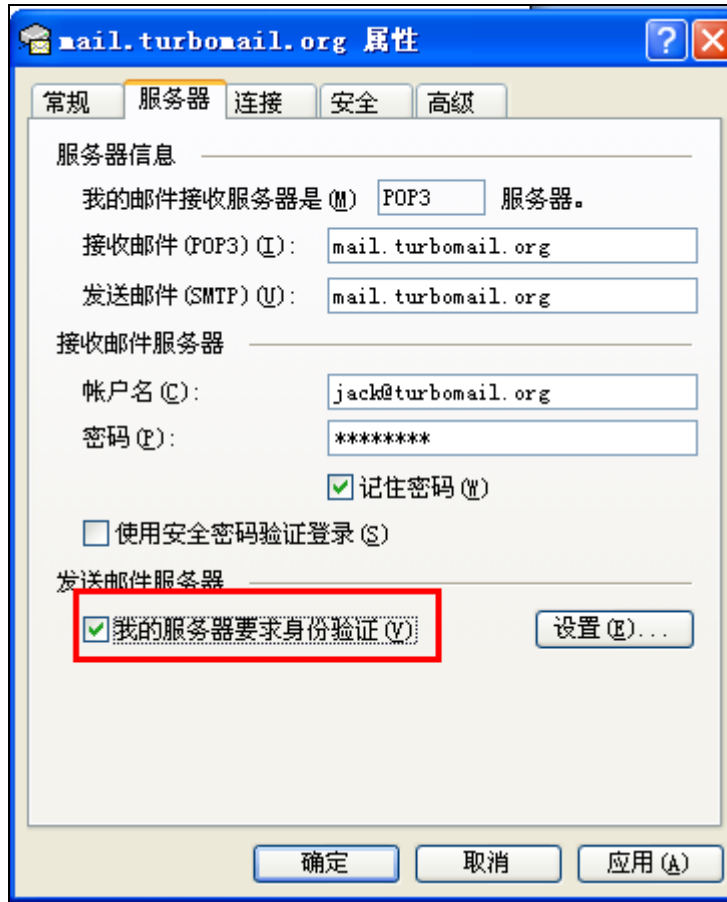 mail.turbomail.org 属性
常规 服务器 连接 安全 高级
服务器信息
我的邮件接收服务器是(M) POP3 服务器。
接收邮件(POP3)(I): mail.turbomail.org
发送邮件(SMTP)(U): mail.turbomail.org
接收邮件服务器
帐户名(C): jack@turbomail.org
密码(P): ********
记住密码(W)
使用安全密码验证登录(S)
发送邮件服务器
我的服务器要求身份验证(V) 设置(E)...
确定 取消 应用(A)